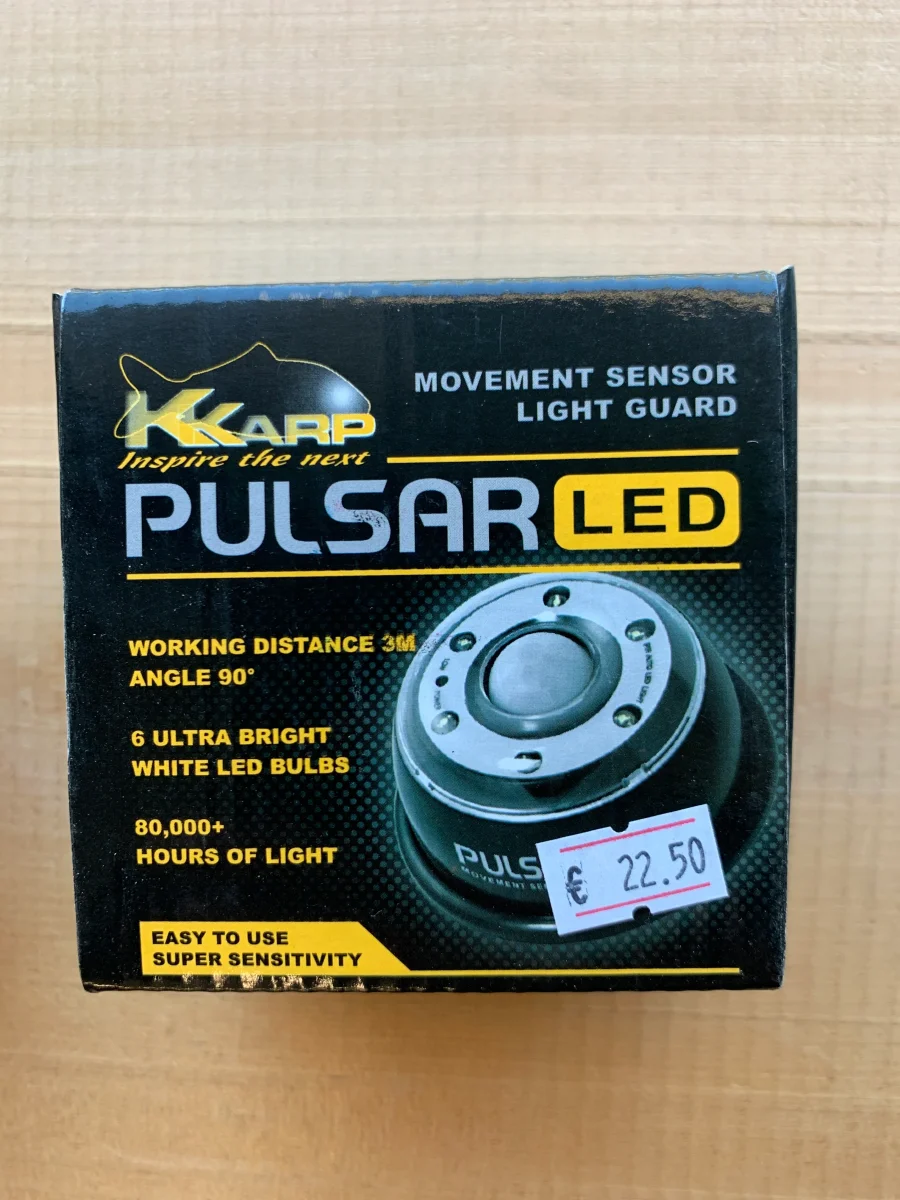 KKARP
Inspire the next
MOVEMENT SENSOR
LIGHT GUARD
PULSAR LED
WORKING DISTANCE 3M
ANGLE 90°
6 ULTRA BRIGHT
WHITE LED BULBS
80,000+
HOURS OF LIGHT
PULS
MOVEMENT SE
€ 22.50
EASY TO USE
SUPER SENSITIVITY